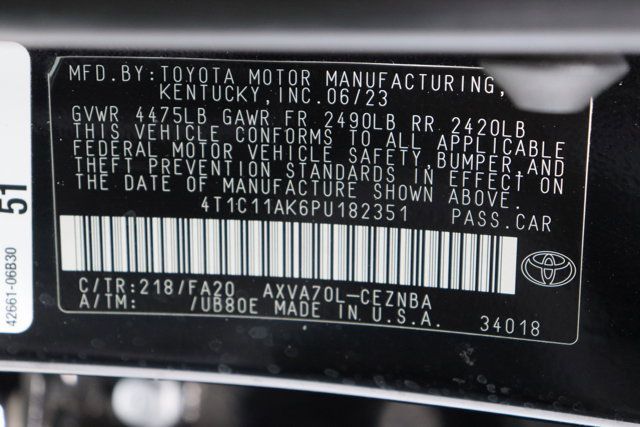 MFD. BY: TOYOTA MOTOR MANUFACTURING,
KENTUCKY, INC. 06/23
GVWR 4475LB GAWR FR 2490LB RR 2420LB
THIS VEHICLE CONFORMS TO ALL APPLICABLE
FEDERAL MOTOR VEHICLE SAFETY, BUMPER, AND
THEFT PREVENTION STANDARDS IN EFFECT ON
THE DATE OF MANUFACTURE SHOWN ABOVE.
4T1C11AK6PU182351 PASS. CAR
C/TR: 218/FA20 AXVA70L-CEZNBA
A/TM: /UB80E MADE IN U.S.A.
34018
51
42661-06B30